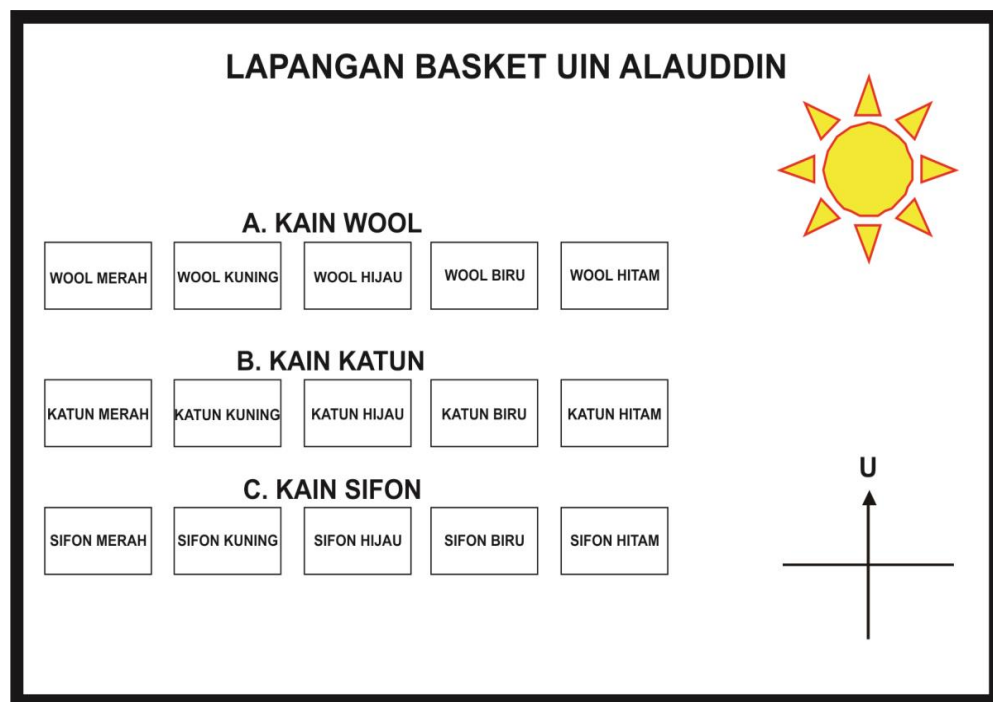 LAPANGAN BASKET UIN ALAUDDIN
A. KAIN WOOL
WOOL MERAH
WOOL KUNING
WOOL HIJAU
WOOL BIRU
WOOL HITAM
B. KAIN KATUN
KATUN MERAH
KATUN KUNING
KATUN HIJAU
KATUN BIRU
KATUN HITAM
C. KAIN SIFON
SIFON MERAH
SIFON KUNING
SIFON HIJAU
SIFON BIRU
SIFON HITAM
U